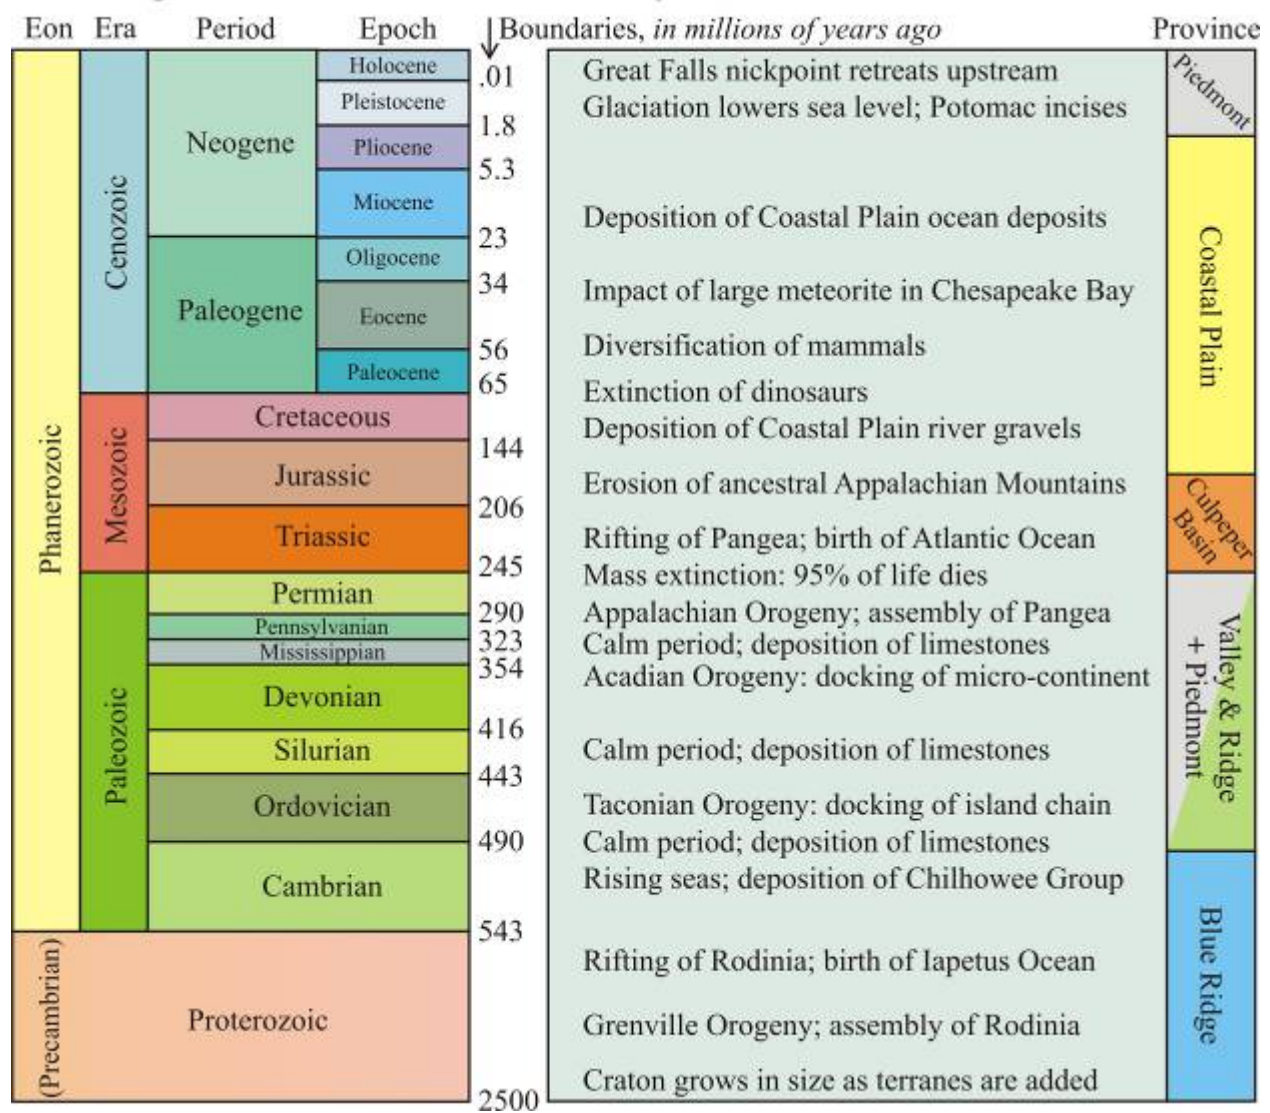 Eon Era Period Epoch Boundaries, in millions of years ago Province
Phanerozoic
(Precambrian)
Cenozoic
Mesozoic
Paleozoic
Neogene
Paleogene
Cretaceous
Jurassic
Triassic
Permian
Pennsylvanian
Mississippian
Devonian
Silurian
Ordovician
Cambrian
Proterozoic
Holocene
Pleistocene
Pliocene
Miocene
Oligocene
Eocene
Paleocene
.01
1.8
5.3
23
34
56
65
144
206
245
290
323
354
416
443
490
543
2500
Great Falls nickpoint retreats upstream
Glaciation lowers sea level; Potomac incises
Deposition of Coastal Plain ocean deposits
Impact of large meteorite in Chesapeake Bay
Diversification of mammals
Extinction of dinosaurs
Deposition of Coastal Plain river gravels
Erosion of ancestral Appalachian Mountains
Rifting of Pangea; birth of Atlantic Ocean
Mass extinction: 95% of life dies
Appalachian Orogeny; assembly of Pangea
Calm period; deposition of limestones
Acadian Orogeny: docking of micro-continent
Calm period; deposition of limestones
Taconian Orogeny: docking of island chain
Calm period; deposition of limestones
Rising seas; deposition of Chilhowee Group
Rifting of Rodinia; birth of Iapetus Ocean
Grenville Orogeny; assembly of Rodinia
Craton grows in size as terranes are added
Piedmont
Coastal Plain
Culpeper
Basin
Valley & Ridge
+ Piedmont
Blue Ridge